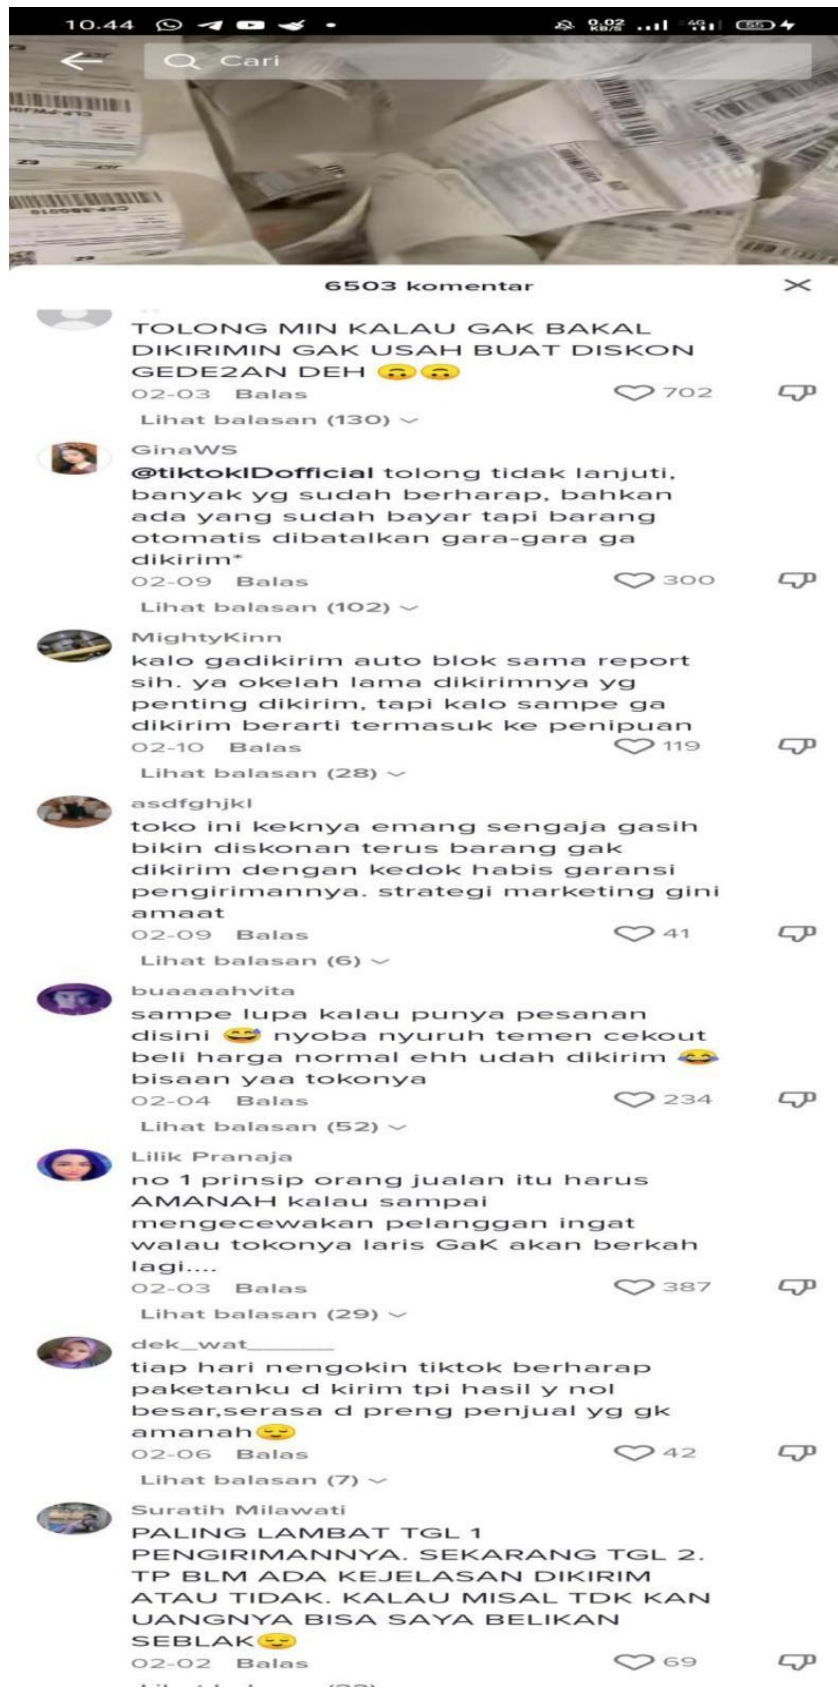 10.44
0.02
KB/S
4G
55
Cari
6503 komentar
TOLONG MIN KALAU GAK BAKAL
DIKIRIMIN GAK USAH BUAT DISKON
GEDE2AN DEH 🙃🙃
02-03 Balas 702
Lihat balasan (130)
GinaWS
@tiktokIDofficial tolong tidak lanjuti,
banyak yg sudah berharap, bahkan
ada yang sudah bayar tapi barang
otomatis dibatalkan gara-gara ga
dikirim*
02-09 Balas 300
Lihat balasan (102)
MightyKinn
kalo gadikirim auto blok sama report
sih. ya okelah lama dikirimnya yg
penting dikirim, tapi kalo sampe ga
dikirim berarti termasuk ke penipuan
02-10 Balas 119
Lihat balasan (28)
asdfghjkl
toko ini keknya emang sengaja gasih
bikin diskonan terus barang gak
dikirim dengan kedok habis garansi
pengirimannya. strategi marketing gini
amaat
02-09 Balas 41
Lihat balasan (6)
buaaaahvita
sampe lupa kalau punya pesanan
disini 😅 nyoba nyuruh temen cekout
beli harga normal ehh udah dikirim 😂
bisaan yaa tokonya
02-04 Balas 234
Lihat balasan (52)
Lilik Pranaja
no 1 prinsip orang jualan itu harus
AMANAH kalau sampai
mengecewakan pelanggan ingat
walau tokonya laris GaK akan berkah
lagi....
02-03 Balas 387
Lihat balasan (29)
dek_wat______
tiap hari nengokin tiktok berharap
paketanku d kirim tpi hasil y nol
besar,serasa d preng penjual yg gk
amanah😌
02-06 Balas 42
Lihat balasan (7)
Suratih Milawati
PALING LAMBAT TGL 1
PENGIRIMANNYA. SEKARANG TGL 2.
TP BLM ADA KEJELASAN DIKIRIM
ATAU TIDAK. KALAU MISAL TDK KAN
UANGNYA BISA SAYA BELIKAN
SEBLAK😌
02-02 Balas 69